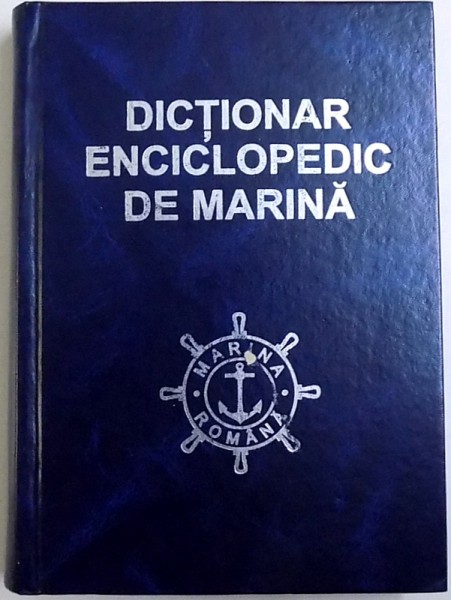 DICȚIONAR
ENCICLOPEDIC
DE MARINĂ
MARINA
ROMÂNĂ